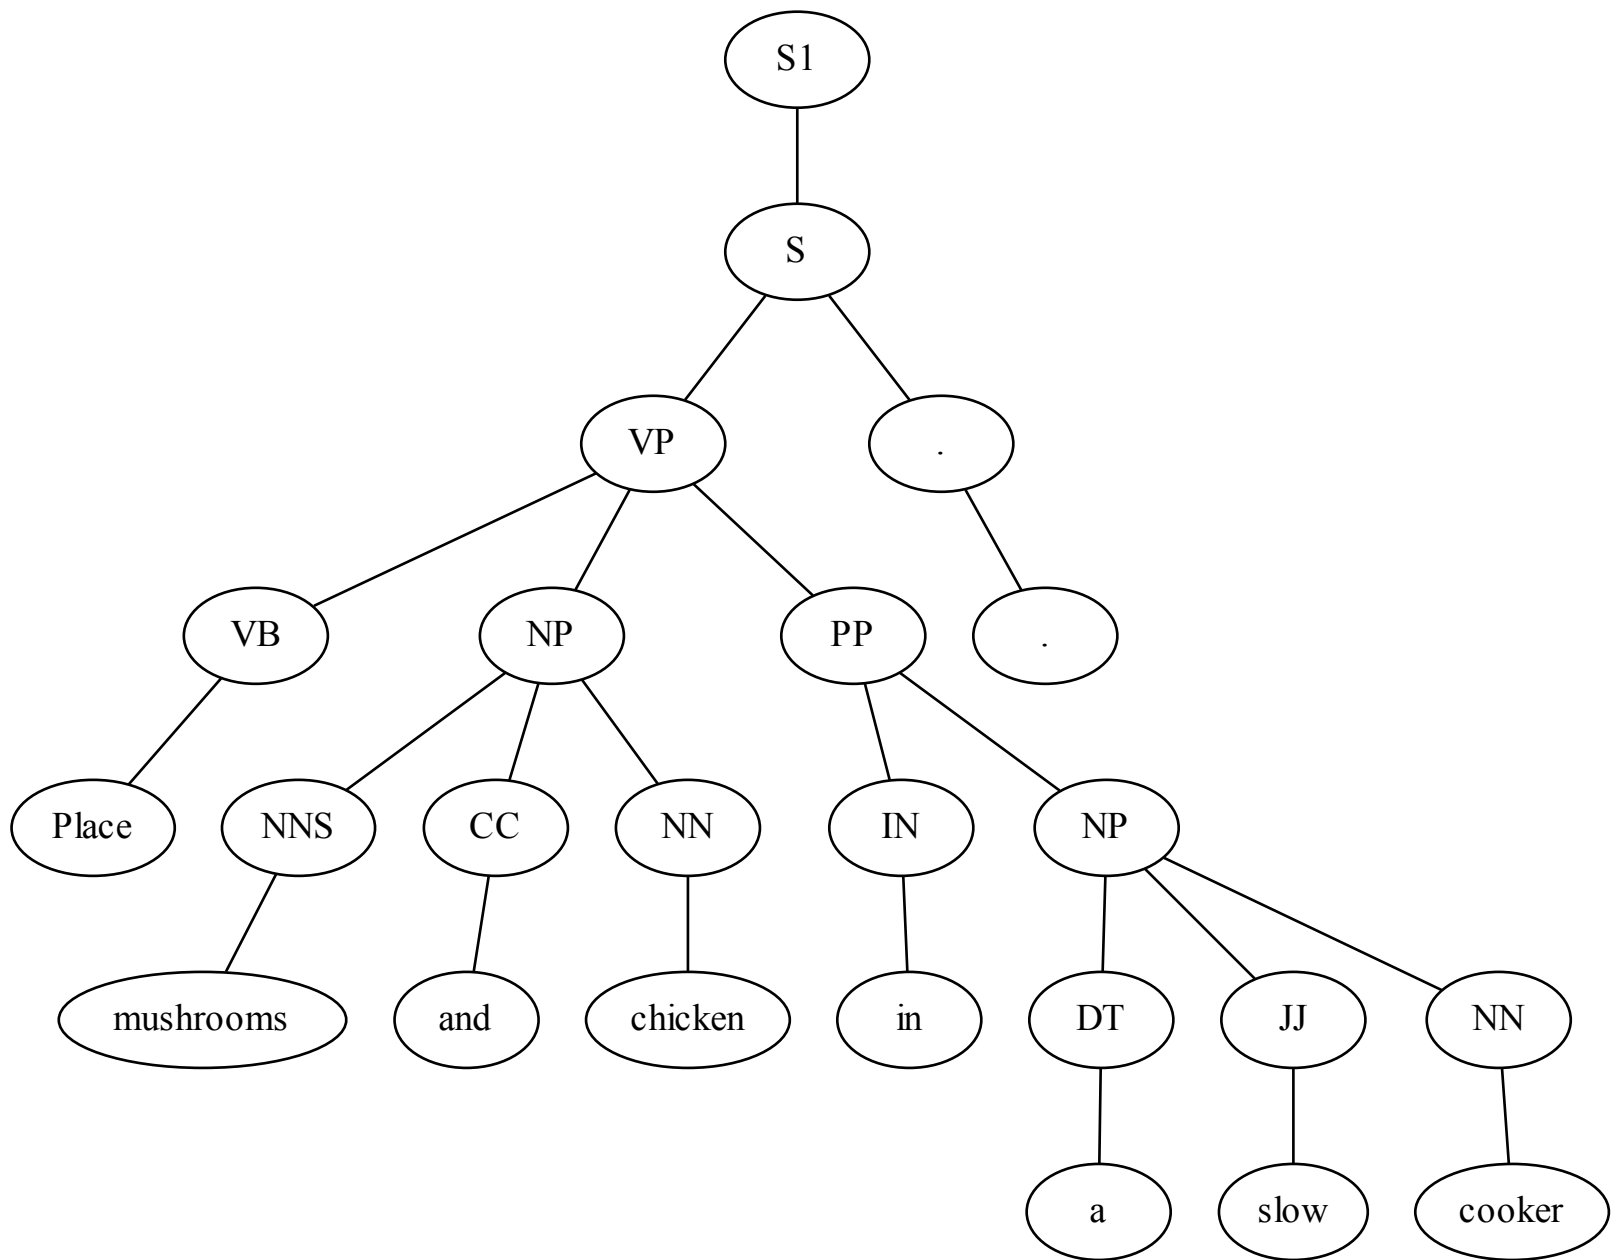 S1
S
VP .
VB NP PP .
Place NNS CC NN IN NP
mushrooms and chicken in DT JJ NN
a slow cooker